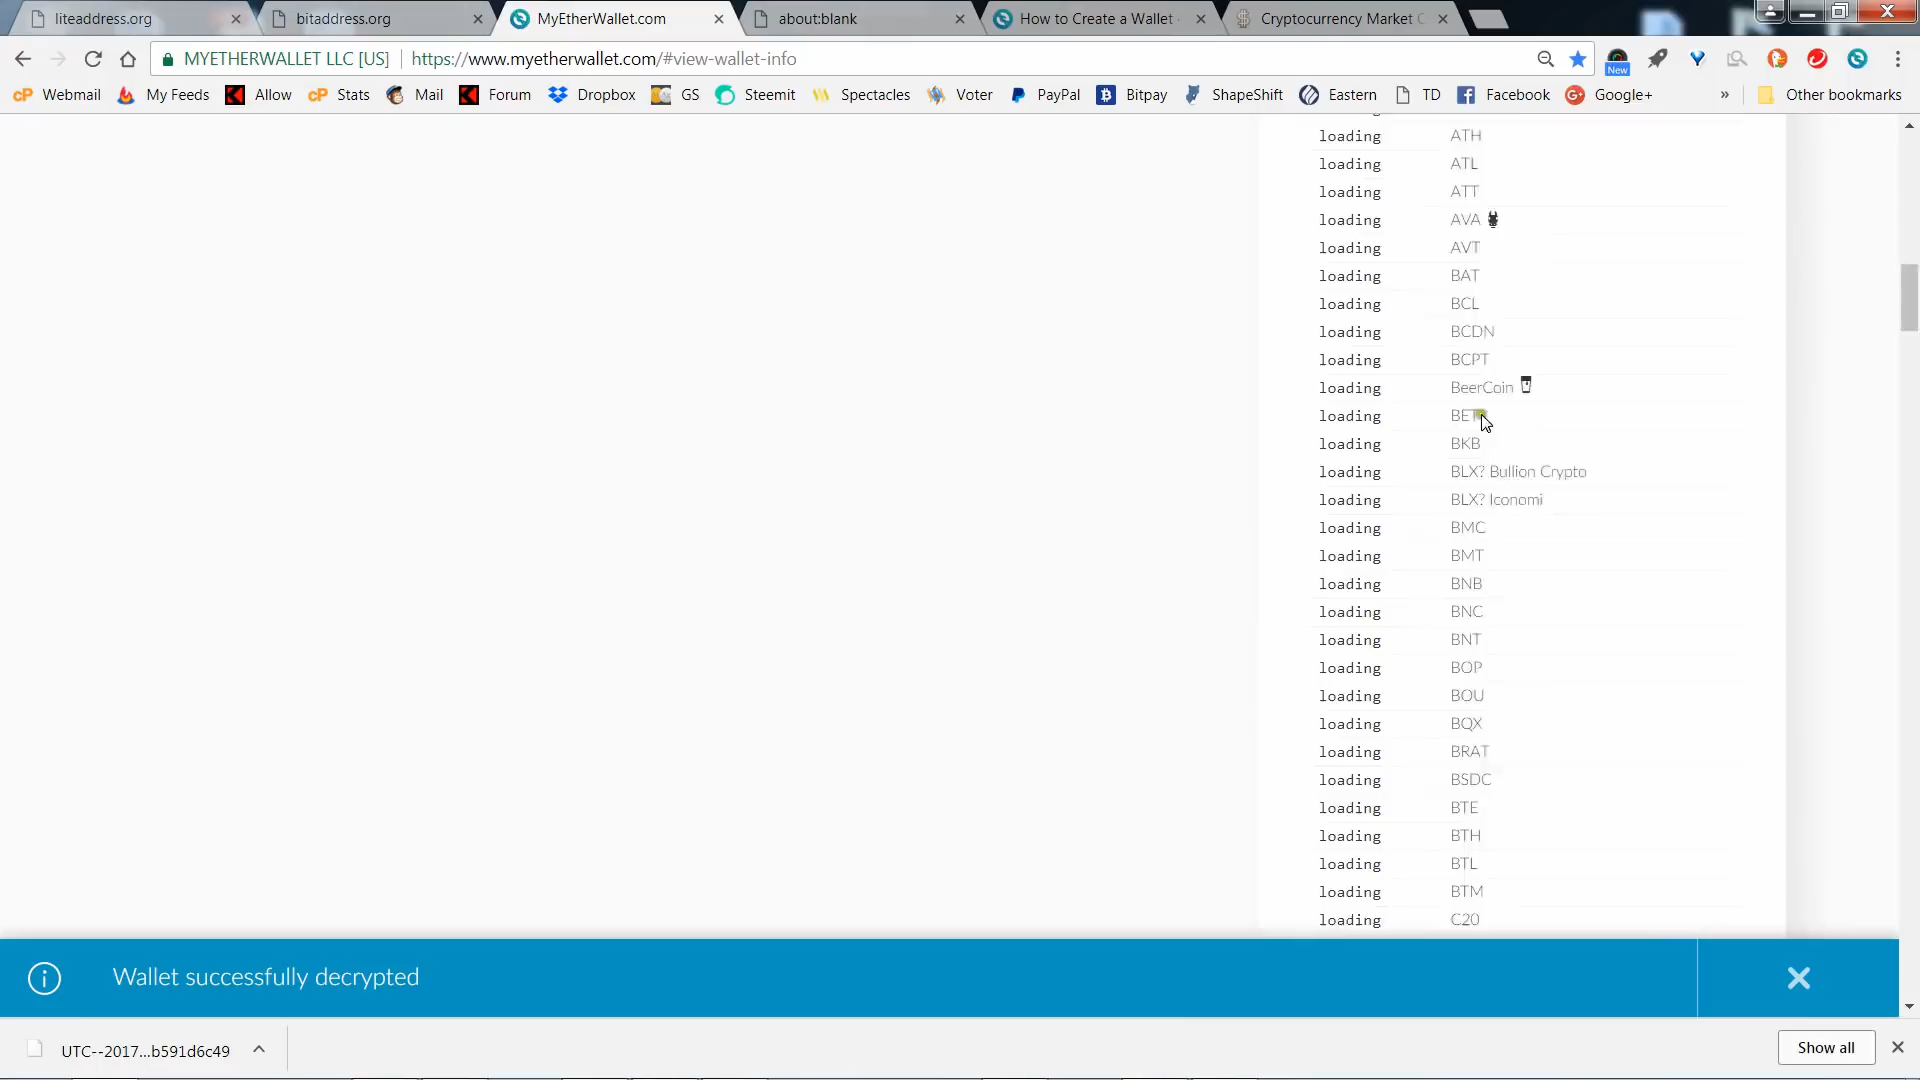 liteaddress.org
bitaddress.org
MyEtherWallet.com
about:blank
How to Create a Wallet
Cryptocurrency Market C
MYETHERWALLET LLC [US] https://www.myetherwallet.com/#view-wallet-info
New
cP Webmail
My Feeds
Allow
cP Stats
Mail
Forum
Dropbox
GS
Steemit
Spectacles
Voter
PayPal
Bitpay
ShapeShift
Eastern
TD
Facebook
Google+
»
Other bookmarks
loading ATH
loading ATL
loading ATT
loading AVA
loading AVT
loading BAT
loading BCL
loading BCDN
loading BCPT
loading BeerCoin
loading BET
loading BKB
loading BLX? Bullion Crypto
loading BLX? Iconomi
loading BMC
loading BMT
loading BNB
loading BNC
loading BNT
loading BOP
loading BOU
loading BQX
loading BRAT
loading BSDC
loading BTE
loading BTH
loading BTL
loading BTM
loading C20
Wallet successfully decrypted
UTC--2017...b591d6c49
Show all